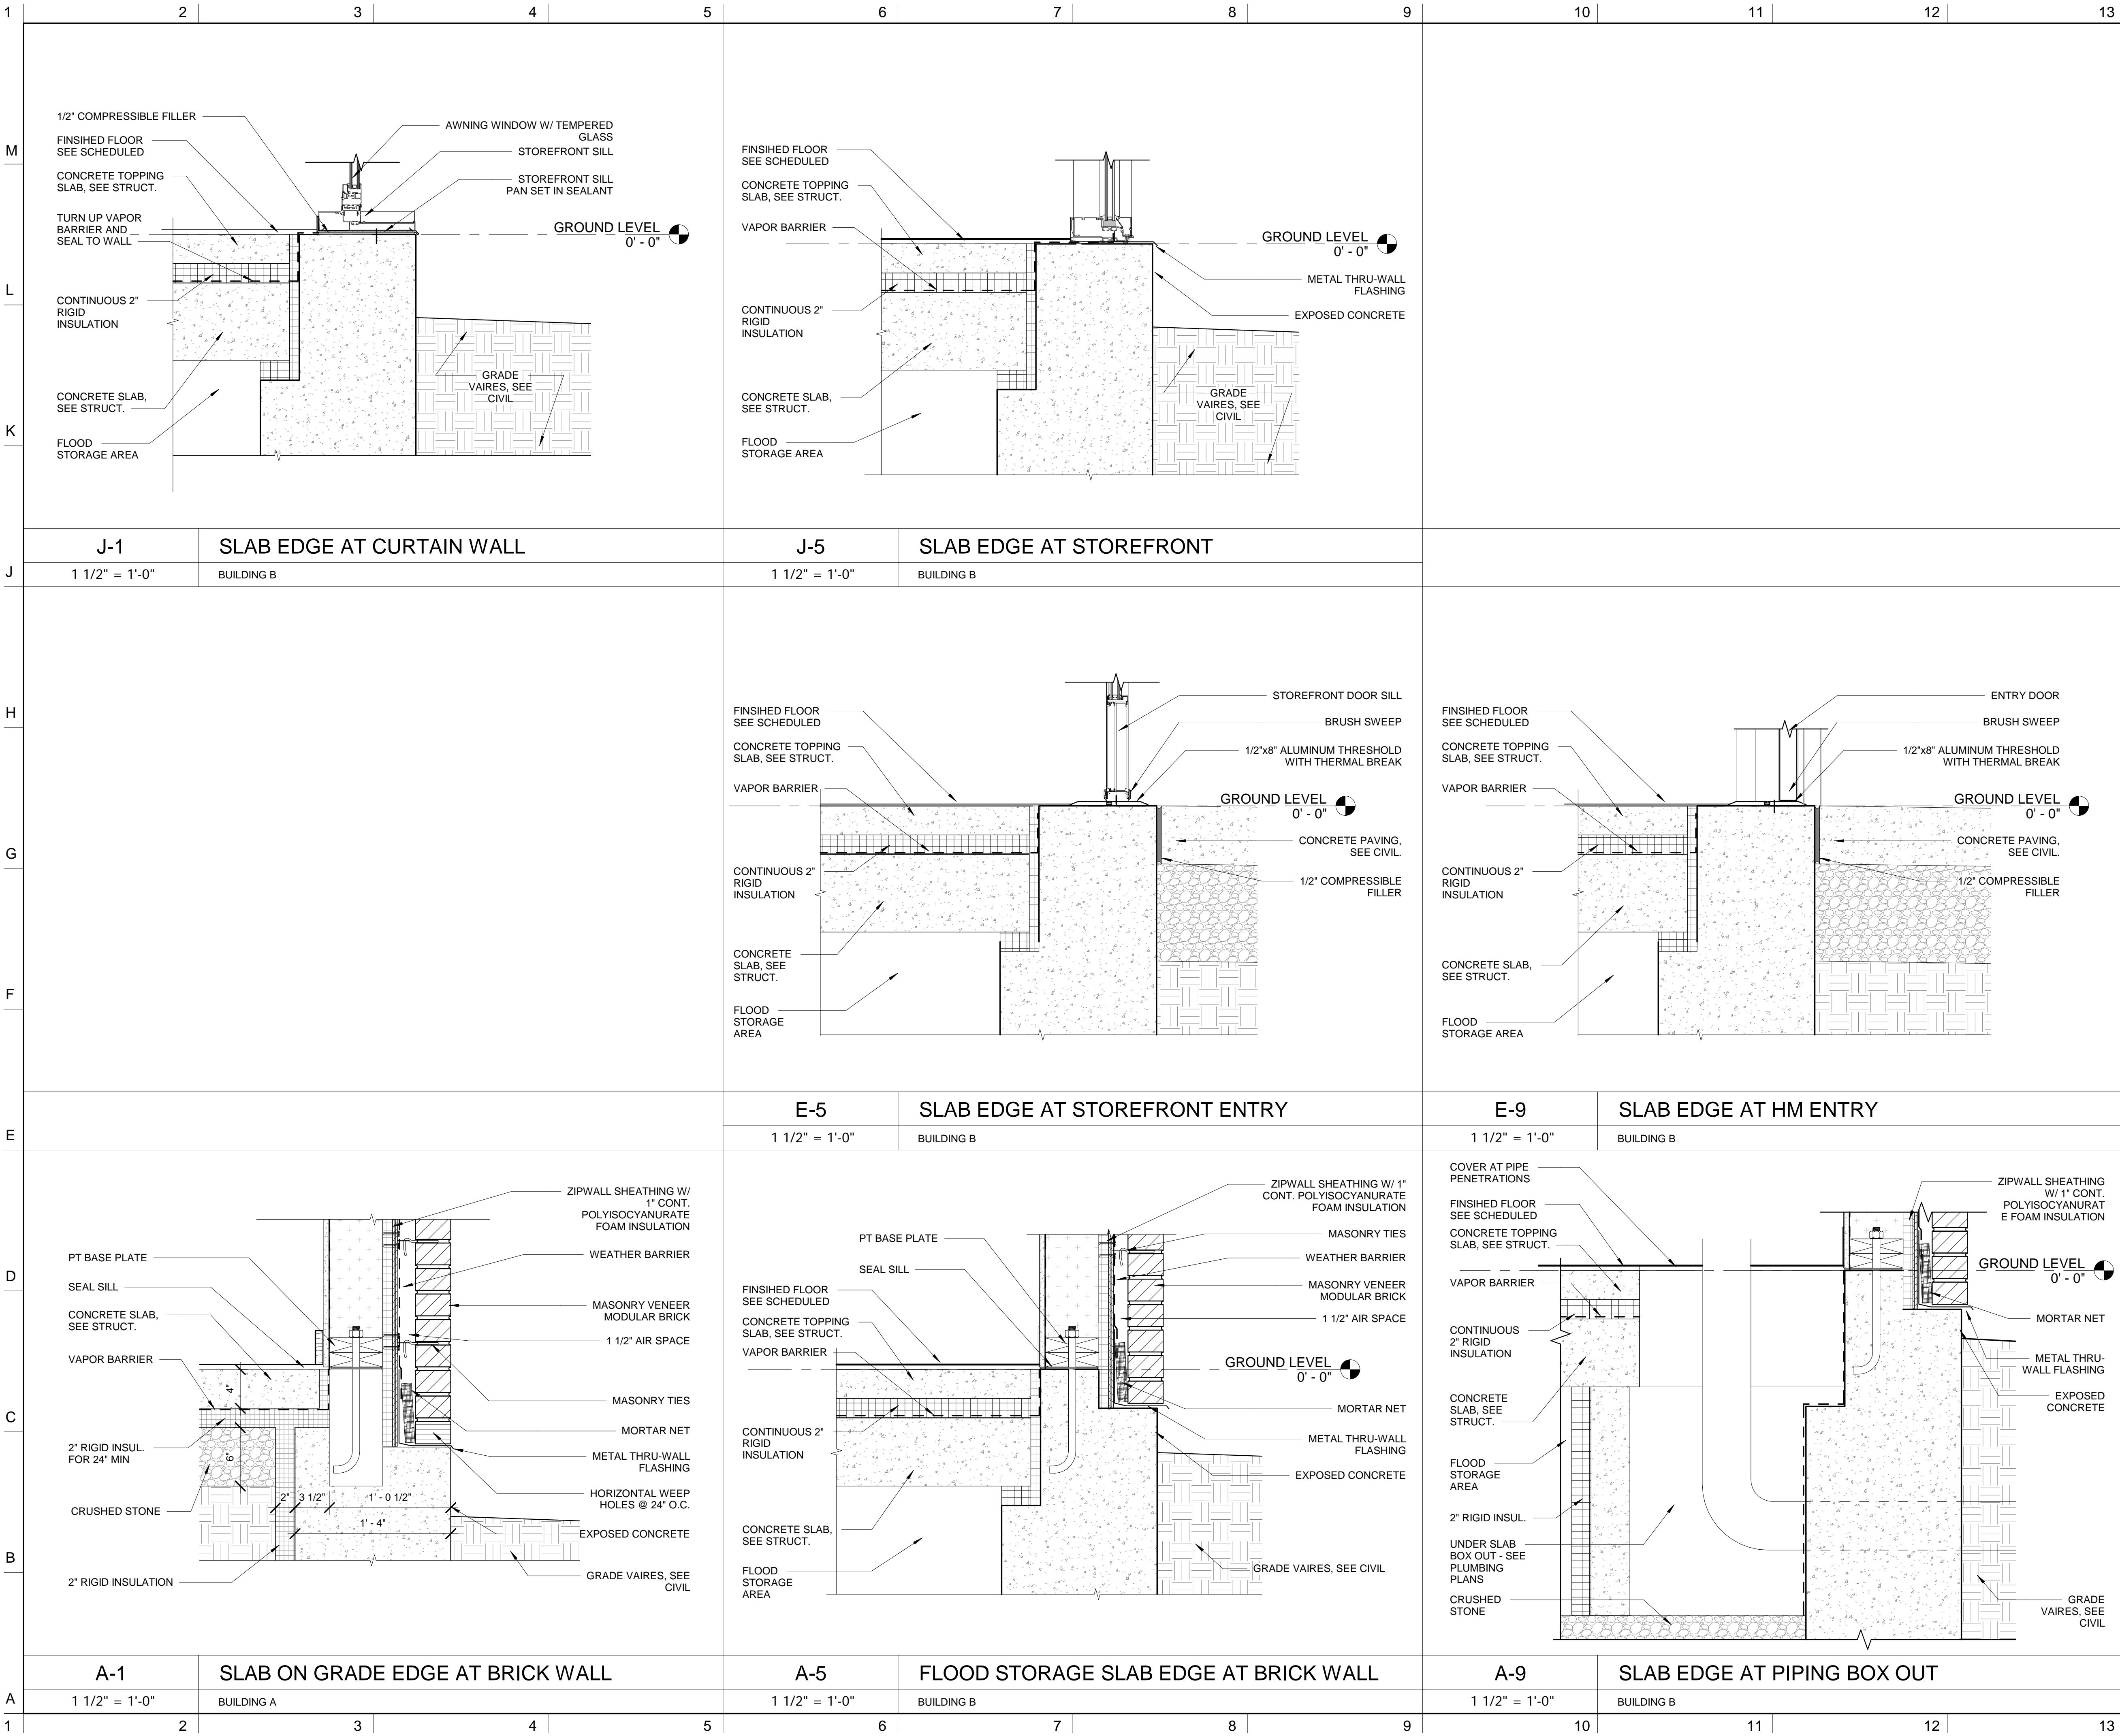 1 2 3 4 5 6 7 8 9 10 11 12 13
M
L
K
J
H
G
F
E
D
C
B
A
1/2" COMPRESSIBLE FILLER
FINSIHED FLOOR
SEE SCHEDULED
CONCRETE TOPPING
SLAB, SEE STRUCT.
TURN UP VAPOR
BARRIER AND
SEAL TO WALL
CONTINUOUS 2"
RIGID
INSULATION
CONCRETE SLAB,
SEE STRUCT.
FLOOD
STORAGE AREA
AWNING WINDOW W/ TEMPERED
GLASS
STOREFRONT SILL
STOREFRONT SILL
PAN SET IN SEALANT
GROUND LEVEL
0' - 0"
GRADE
VAIRES, SEE
CIVIL
J-1
SLAB EDGE AT CURTAIN WALL
1 1/2" = 1'-0"
BUILDING B
FINSIHED FLOOR
SEE SCHEDULED
CONCRETE TOPPING
SLAB, SEE STRUCT.
VAPOR BARRIER
CONTINUOUS 2"
RIGID
INSULATION
CONCRETE SLAB,
SEE STRUCT.
FLOOD
STORAGE AREA
GROUND LEVEL
0' - 0"
METAL THRU-WALL
FLASHING
EXPOSED CONCRETE
GRADE
VAIRES, SEE
CIVIL
J-5
SLAB EDGE AT STOREFRONT
1 1/2" = 1'-0"
BUILDING B
FINSIHED FLOOR
SEE SCHEDULED
CONCRETE TOPPING
SLAB, SEE STRUCT.
VAPOR BARRIER
CONTINUOUS 2"
RIGID
INSULATION
CONCRETE
SLAB, SEE
STRUCT.
FLOOD
STORAGE
AREA
STOREFRONT DOOR SILL
BRUSH SWEEP
1/2"x8" ALUMINUM THRESHOLD
WITH THERMAL BREAK
GROUND LEVEL
0' - 0"
CONCRETE PAVING,
SEE CIVIL.
1/2" COMPRESSIBLE
FILLER
E-5
SLAB EDGE AT STOREFRONT ENTRY
1 1/2" = 1'-0"
BUILDING B
FINSIHED FLOOR
SEE SCHEDULED
CONCRETE TOPPING
SLAB, SEE STRUCT.
VAPOR BARRIER
CONTINUOUS 2"
RIGID
INSULATION
CONCRETE SLAB,
SEE STRUCT.
FLOOD
STORAGE AREA
ENTRY DOOR
BRUSH SWEEP
1/2"x8" ALUMINUM THRESHOLD
WITH THERMAL BREAK
GROUND LEVEL
0' - 0"
CONCRETE PAVING,
SEE CIVIL.
1/2" COMPRESSIBLE
FILLER
E-9
SLAB EDGE AT HM ENTRY
1 1/2" = 1'-0"
BUILDING B
PT BASE PLATE
SEAL SILL
CONCRETE SLAB,
SEE STRUCT.
VAPOR BARRIER
2" RIGID INSUL.
FOR 24" MIN
CRUSHED STONE
2" RIGID INSULATION
4"
6"
2"
3 1/2"
1' - 0 1/2"
1' - 4"
ZIPWALL SHEATHING W/
1" CONT.
POLYISOCYANURATE
FOAM INSULATION
WEATHER BARRIER
MASONRY VENEER
MODULAR BRICK
1 1/2" AIR SPACE
MASONRY TIES
MORTAR NET
METAL THRU-WALL
FLASHING
HORIZONTAL WEEP
HOLES @ 24" O.C.
EXPOSED CONCRETE
GRADE VAIRES, SEE
CIVIL
A-1
SLAB ON GRADE EDGE AT BRICK WALL
1 1/2" = 1'-0"
BUILDING A
PT BASE PLATE
SEAL SILL
FINSIHED FLOOR
SEE SCHEDULED
CONCRETE TOPPING
SLAB, SEE STRUCT.
VAPOR BARRIER
CONTINUOUS 2"
RIGID
INSULATION
CONCRETE SLAB,
SEE STRUCT.
FLOOD
STORAGE
AREA
ZIPWALL SHEATHING W/ 1"
CONT. POLYISOCYANURATE
FOAM INSULATION
MASONRY TIES
WEATHER BARRIER
MASONRY VENEER
MODULAR BRICK
1 1/2" AIR SPACE
GROUND LEVEL
0' - 0"
MORTAR NET
METAL THRU-WALL
FLASHING
EXPOSED CONCRETE
GRADE VAIRES, SEE CIVIL
A-5
FLOOD STORAGE SLAB EDGE AT BRICK WALL
1 1/2" = 1'-0"
BUILDING B
COVER AT PIPE
PENETRATIONS
FINSIHED FLOOR
SEE SCHEDULED
CONCRETE TOPPING
SLAB, SEE STRUCT.
VAPOR BARRIER
CONTINUOUS
2" RIGID
INSULATION
CONCRETE
SLAB, SEE
STRUCT.
FLOOD
STORAGE
AREA
2" RIGID INSUL.
UNDER SLAB
BOX OUT - SEE
PLUMBING
PLANS
CRUSHED
STONE
ZIPWALL SHEATHING
W/ 1" CONT.
POLYISOCYANURAT
E FOAM INSULATION
GROUND LEVEL
0' - 0"
MORTAR NET
METAL THRU-
WALL FLASHING
EXPOSED
CONCRETE
GRADE
VAIRES, SEE
CIVIL
A-9
SLAB EDGE AT PIPING BOX OUT
1 1/2" = 1'-0"
BUILDING B
1 2 3 4 5 6 7 8 9 10 11 12 13